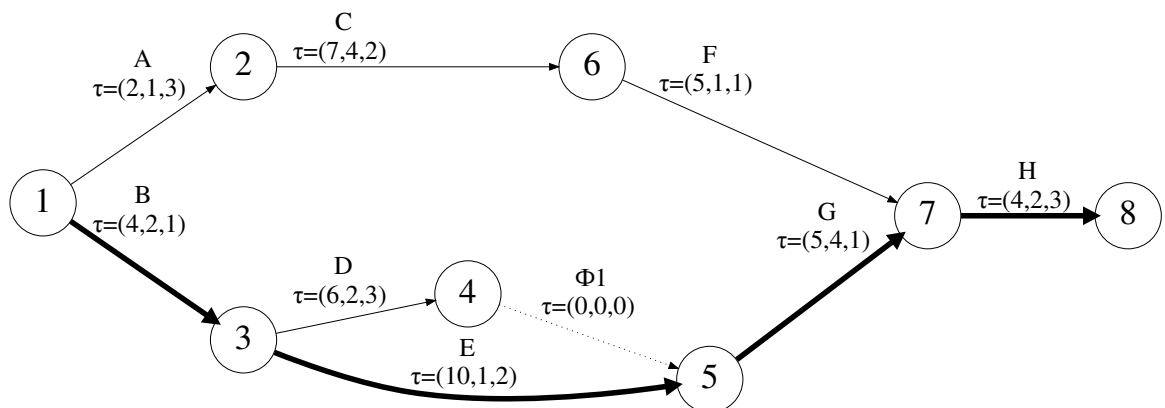 C
τ=(7,4,2)
A
τ=(2,1,3)
2
6
F
τ=(5,1,1)
1
B
τ=(4,2,1)
H
τ=(4,2,3)
7
8
G
τ=(5,4,1)
D
τ=(6,2,3)
4
Φ1
τ=(0,0,0)
3
E
τ=(10,1,2)
5